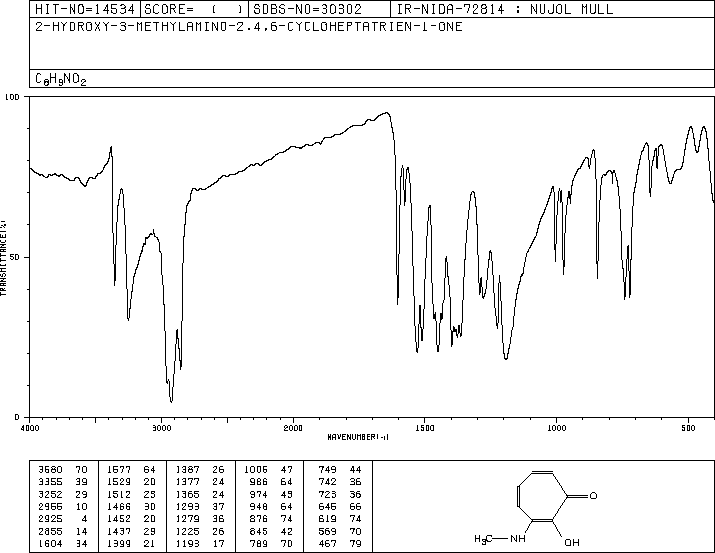 HIT-NO=14534 SCORE= ( ) SDBS-NO=30302 IR-NIDA-72814 : NUJOL MULL
2-HYDROXY-3-METHYLAMINO-2,4,6-CYCLOHEPTATRIEN-1-ONE
C8H9NO2
100
50
0
TRANSMITTANCE(%)
4000 3000 2000 1500 1000 500
WAVENUMBER(-1)
3580 70 1577 64 1387 26 1006 47 749 44
3355 39 1529 20 1377 24 986 64 742 36
3252 29 1512 23 1365 24 974 43 723 36
2955 10 1466 30 1293 37 948 64 645 66
2925 4 1452 20 1279 36 876 74 619 74
2855 14 1437 29 1225 26 845 42 569 70
1604 34 1399 21 1193 17 789 70 467 79
O
H3C NH OH